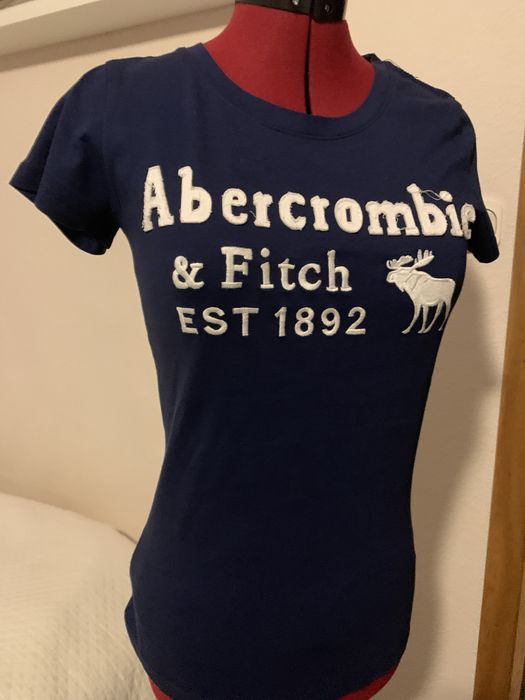 Abercrombie
& Fitch
EST 1892